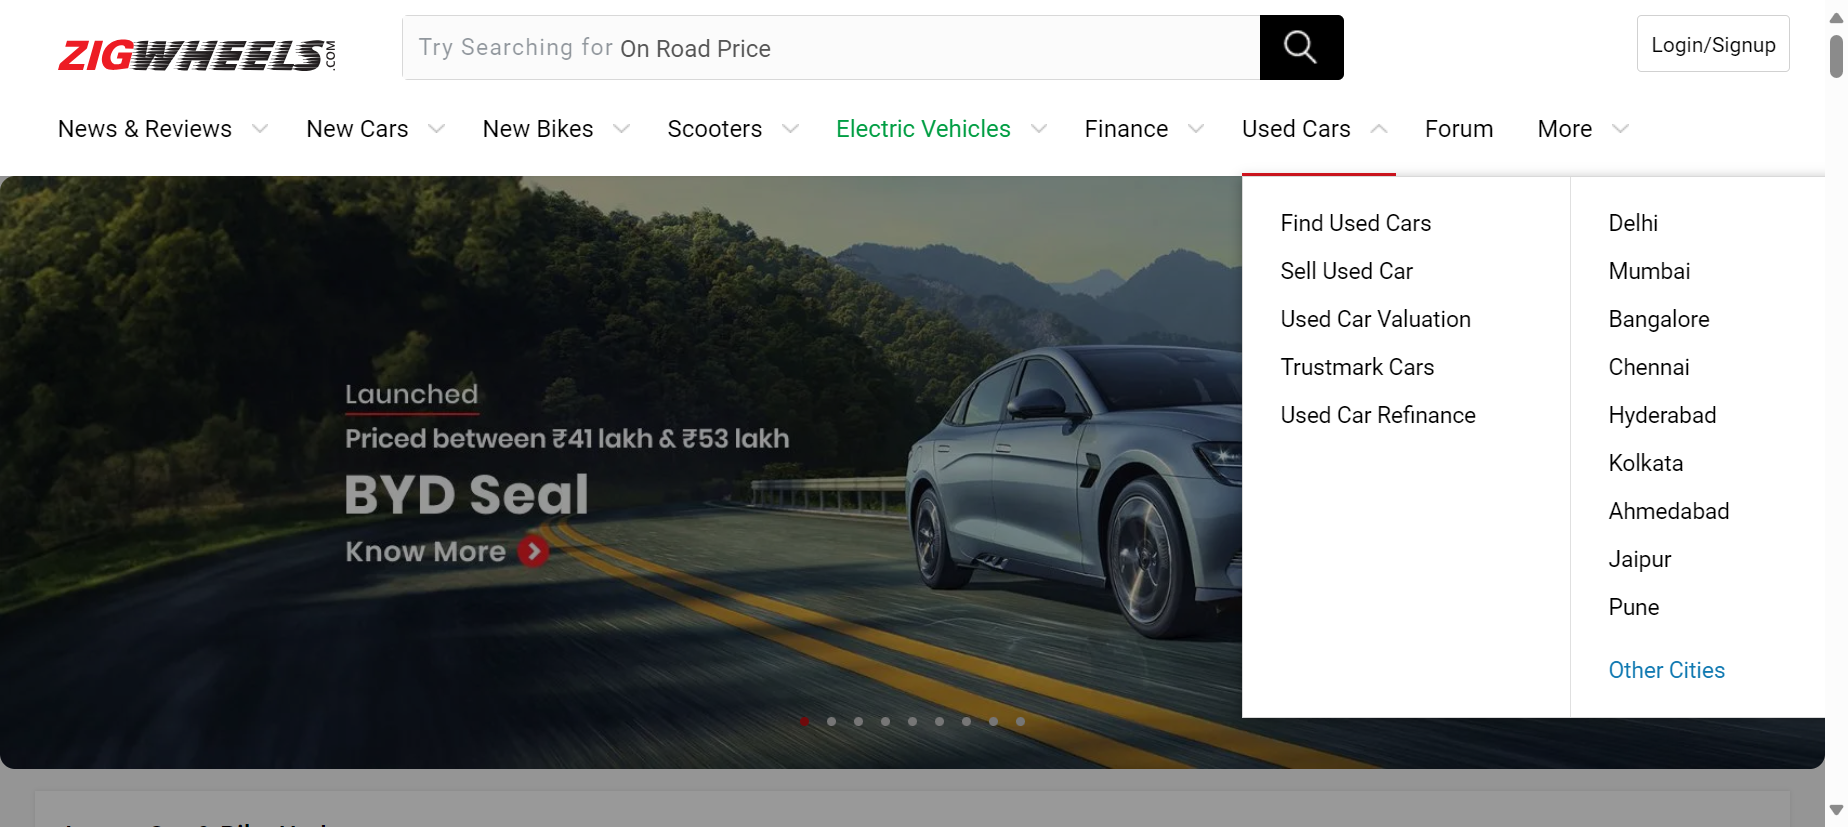 ZIGWHEELS.COM
Try Searching for On Road Price
Login/Signup
News & Reviews
New Cars
New Bikes
Scooters
Electric Vehicles
Finance
Used Cars
Forum
More
Launched
Priced between ₹41 lakh & ₹53 lakh
BYD Seal
Know More
Find Used Cars
Sell Used Car
Used Car Valuation
Trustmark Cars
Used Car Refinance
Delhi
Mumbai
Bangalore
Chennai
Hyderabad
Kolkata
Ahmedabad
Jaipur
Pune
Other Cities